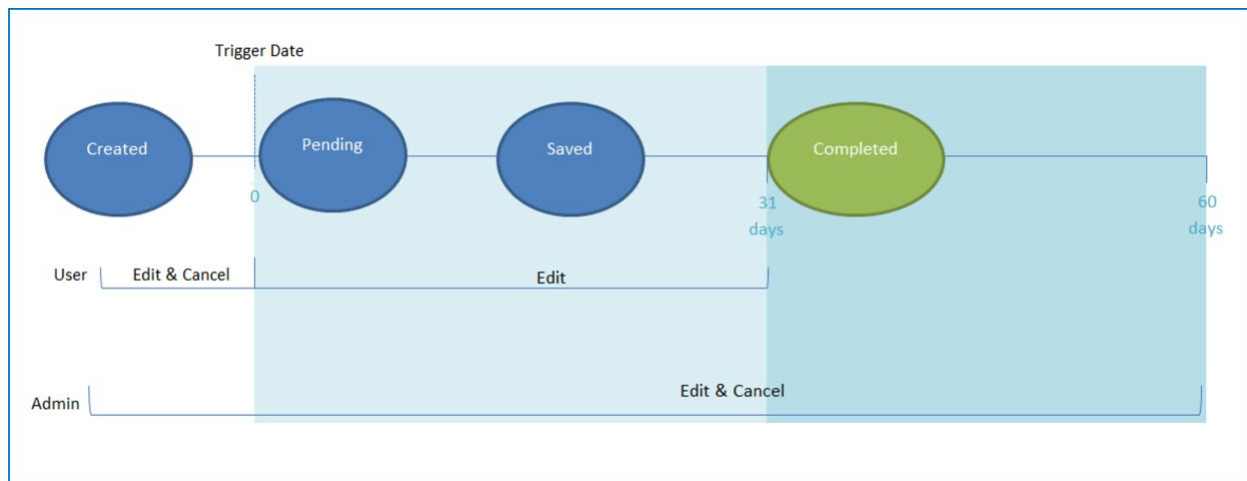 Trigger Date
Created
Pending
Saved
Completed
0
31
days
60
days
User
Edit & Cancel
Edit
Admin
Edit & Cancel